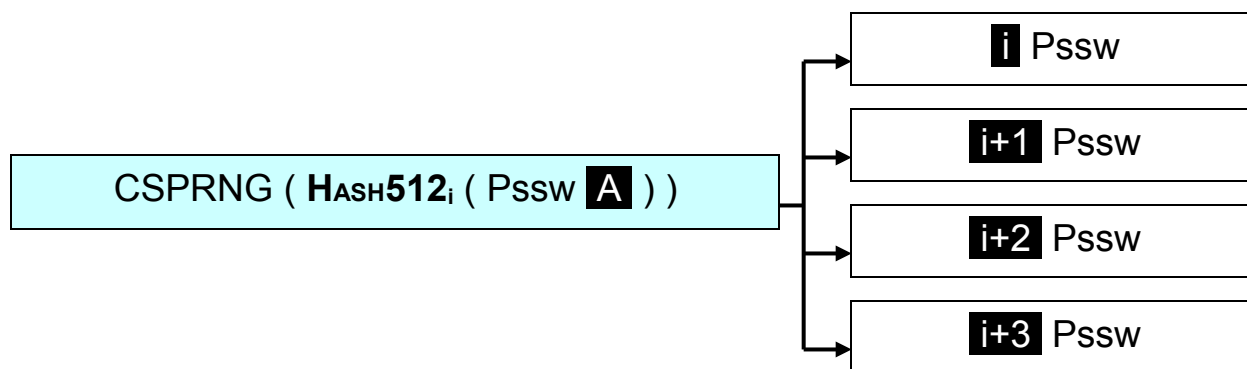 i Pssw
i+1 Pssw
CSPRNG ( HASH512i ( Pssw A ) )
i+2 Pssw
i+3 Pssw